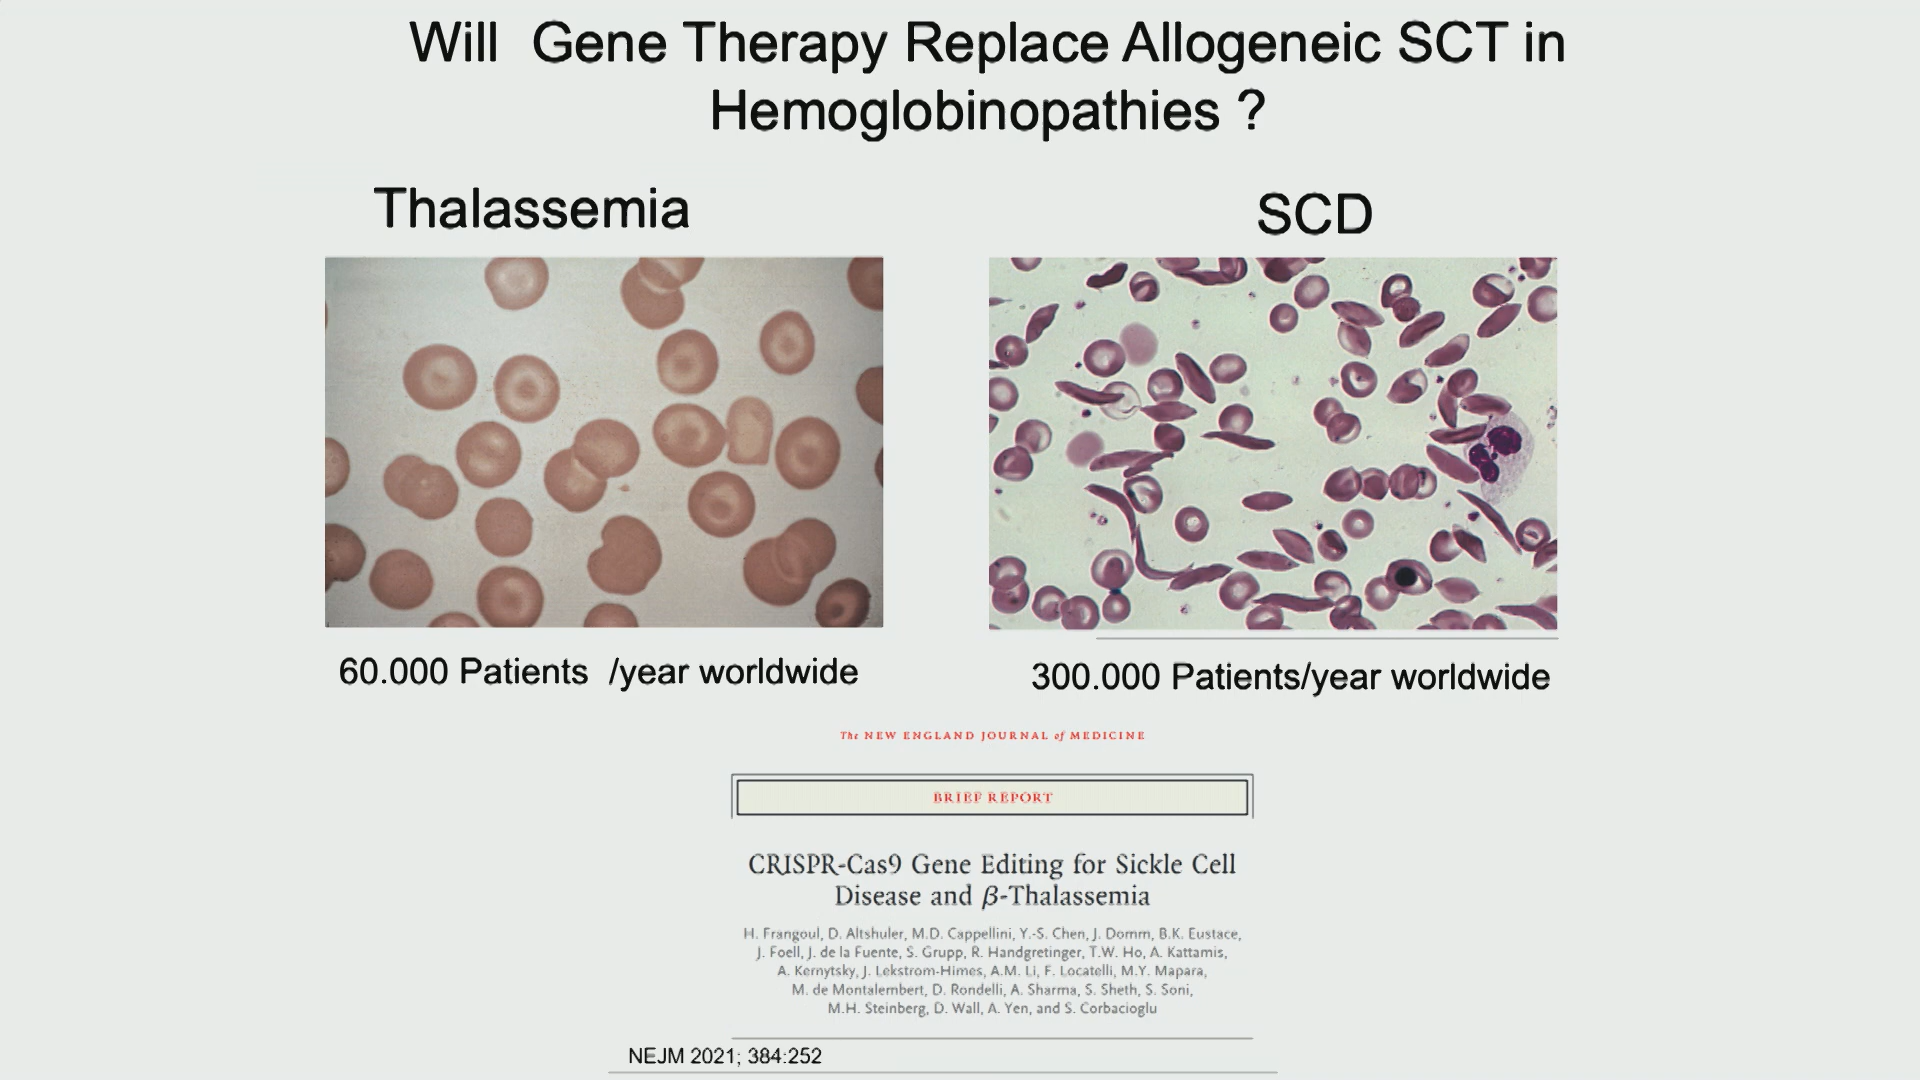 Will Gene Therapy Replace Allogeneic SCT in
Hemoglobinopathies ?
Thalassemia
SCD
60.000 Patients /year worldwide
300.000 Patients/year worldwide
The NEW ENGLAND JOURNAL of MEDICINE
BRIEF REPORT
CRISPR-Cas9 Gene Editing for Sickle Cell
Disease and β-Thalassemia
H. Frangoul, D. Altshuler, M.D. Cappellini, Y.-S. Chen, J. Domm, B.K. Eustace,
J. Foell, J. de la Fuente, S. Grupp, R. Handgretinger, T.W. Ho, A. Kattamis,
A. Kernytsky, J. Lekstrom-Himes, A.M. Li, F. Locatelli, M.Y. Mapara,
M. de Montalembert, D. Rondelli, A. Sharma, S. Sheth, S. Soni,
M.H. Steinberg, D. Wall, A. Yen, and S. Corbacioglu
NEJM 2021; 384:252